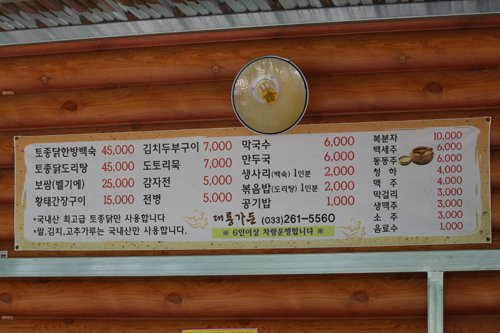 토종닭한방백숙 45,000
토종닭도리탕 45,000
보쌈(벨기에) 25,000
황태간장구이 15,000
김치두부구이 7,000
도토리묵 7,000
감자전 5,000
전병 5,000
막국수 6,000
만두국 6,000
생사리(백숙) 1인분 2,000
볶음밥(도리탕) 1인분 2,000
공기밥 1,000
복분자 10,000
백세주 6,000
동동주 6,000
청하 4,000
맥주 4,000
막걸리 3,000
생맥주 3,000
소주 3,000
음료수 1,000
•국내산 최고급 토종닭만 사용합니다
•쌀,김치,고추가루는 국내산만 사용합니다.
대룡가든 (033)261-5560
※ 6인이상 차량운행합니다 ※